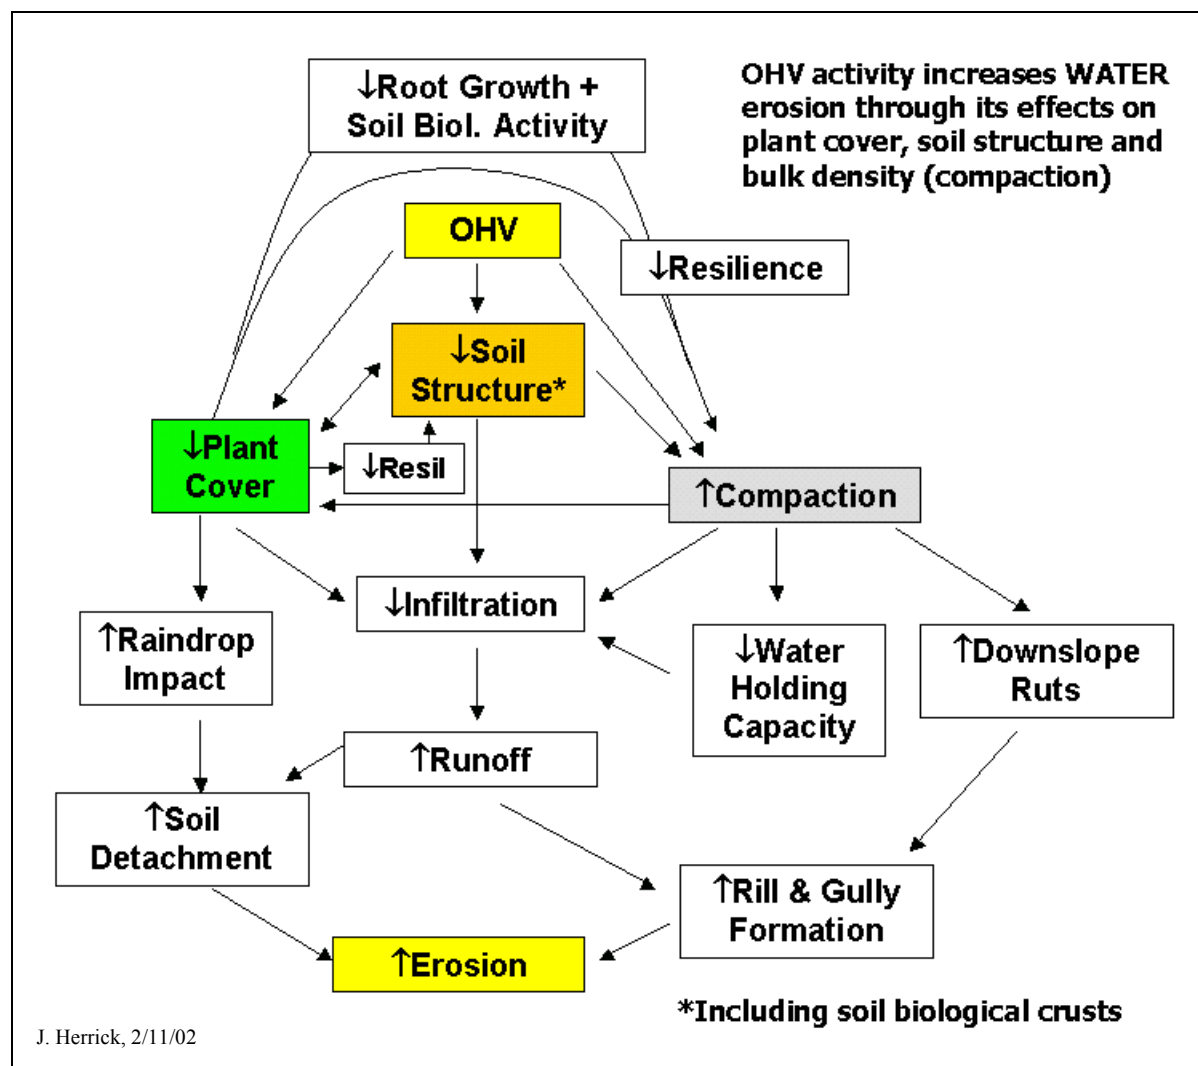 ↓Root Growth +
Soil Biol. Activity
OHV activity increases WATER
erosion through its effects on
plant cover, soil structure and
bulk density (compaction)
OHV
↓Resilience
↓Soil
Structure*
↓Plant
Cover
↓Resil
↑Compaction
↓Infiltration
↑Raindrop
Impact
↓Water
Holding
Capacity
↑Downslope
Ruts
↑Runoff
↑Soil
Detachment
↑Rill & Gully
Formation
↑Erosion
*Including soil biological crusts
J. Herrick, 2/11/02